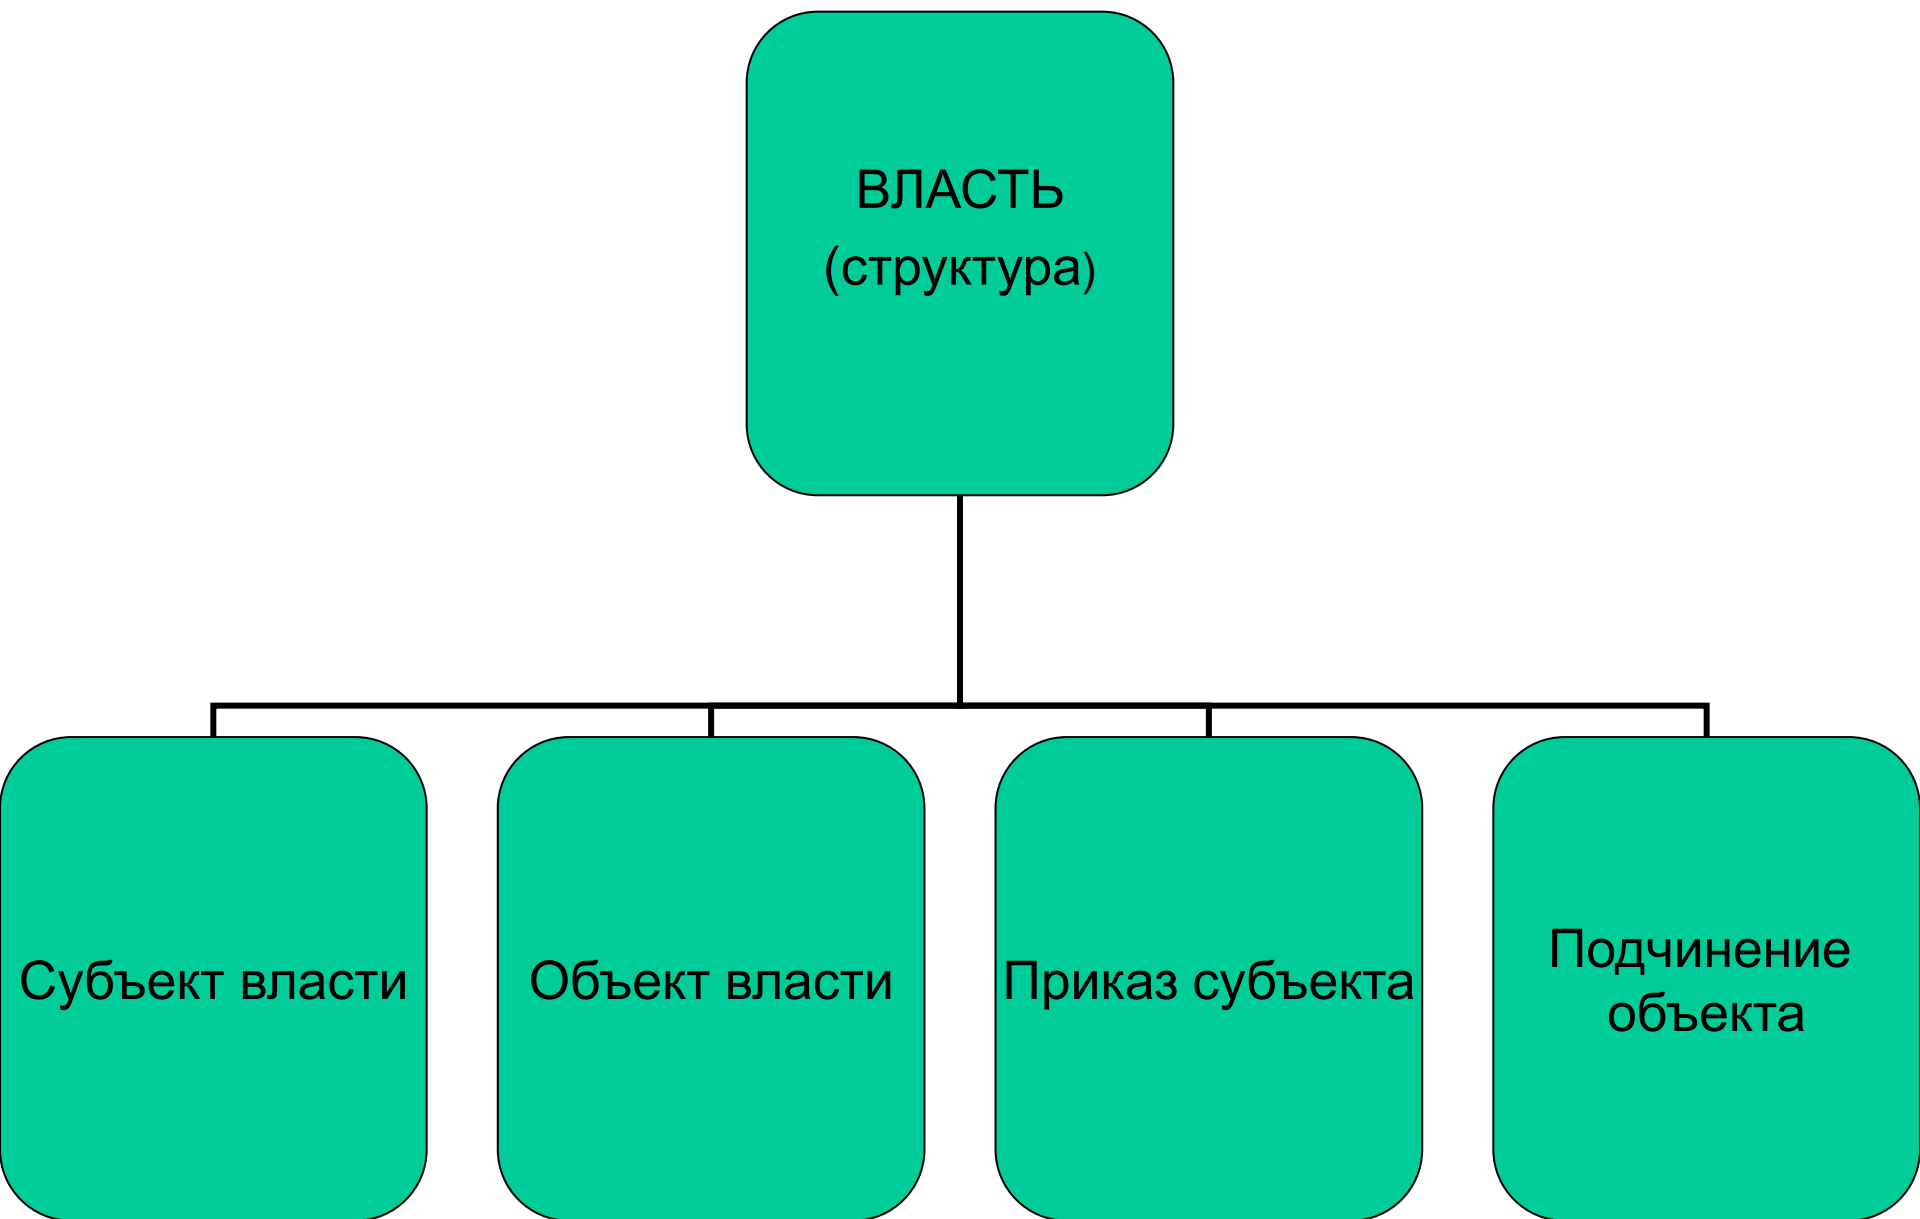 ВЛАСТЬ
(структура)
Субъект власти
Объект власти
Приказ субъекта
Подчинение
объекта